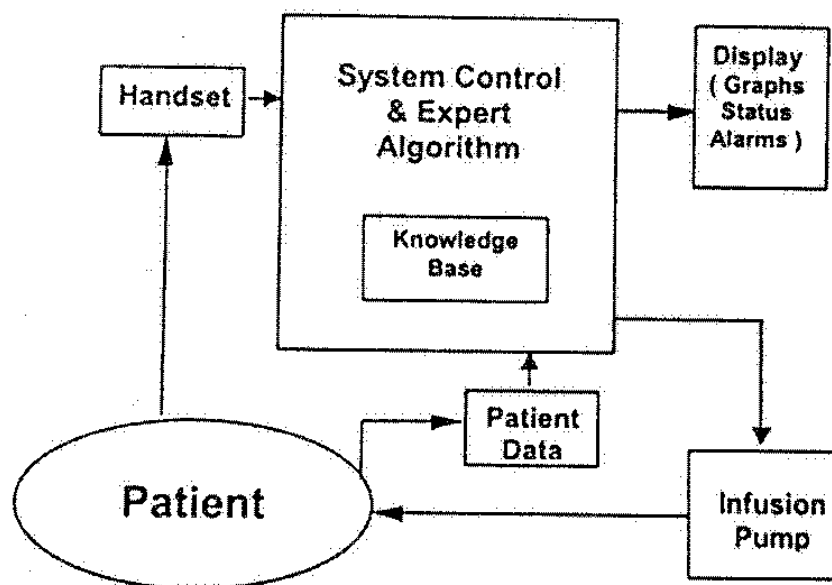 Handset
System Control
& Expert
Algorithm
Display
( Graphs
Status
Alarms )
Knowledge
Base
Patient
Data
Patient
Infusion
Pump